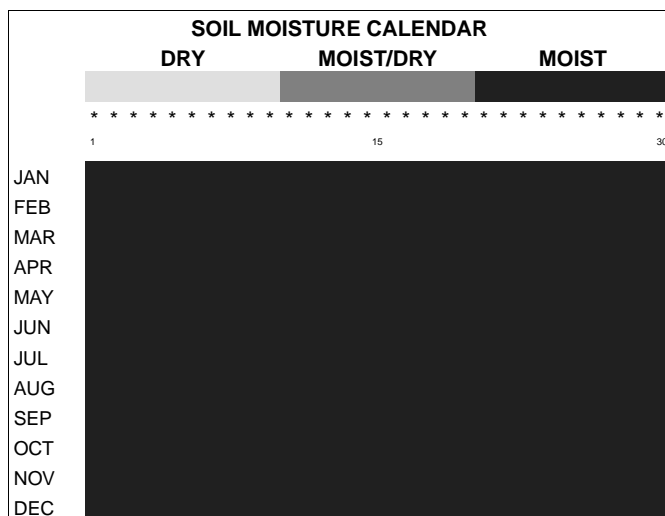 SOIL MOISTURE CALENDAR
DRY MOIST/DRY MOIST
* * * * * * * * * * * * * * * * * * * * * * * * * * * * * *
1 15 30
JAN
FEB
MAR
APR
MAY
JUN
JUL
AUG
SEP
OCT
NOV
DEC